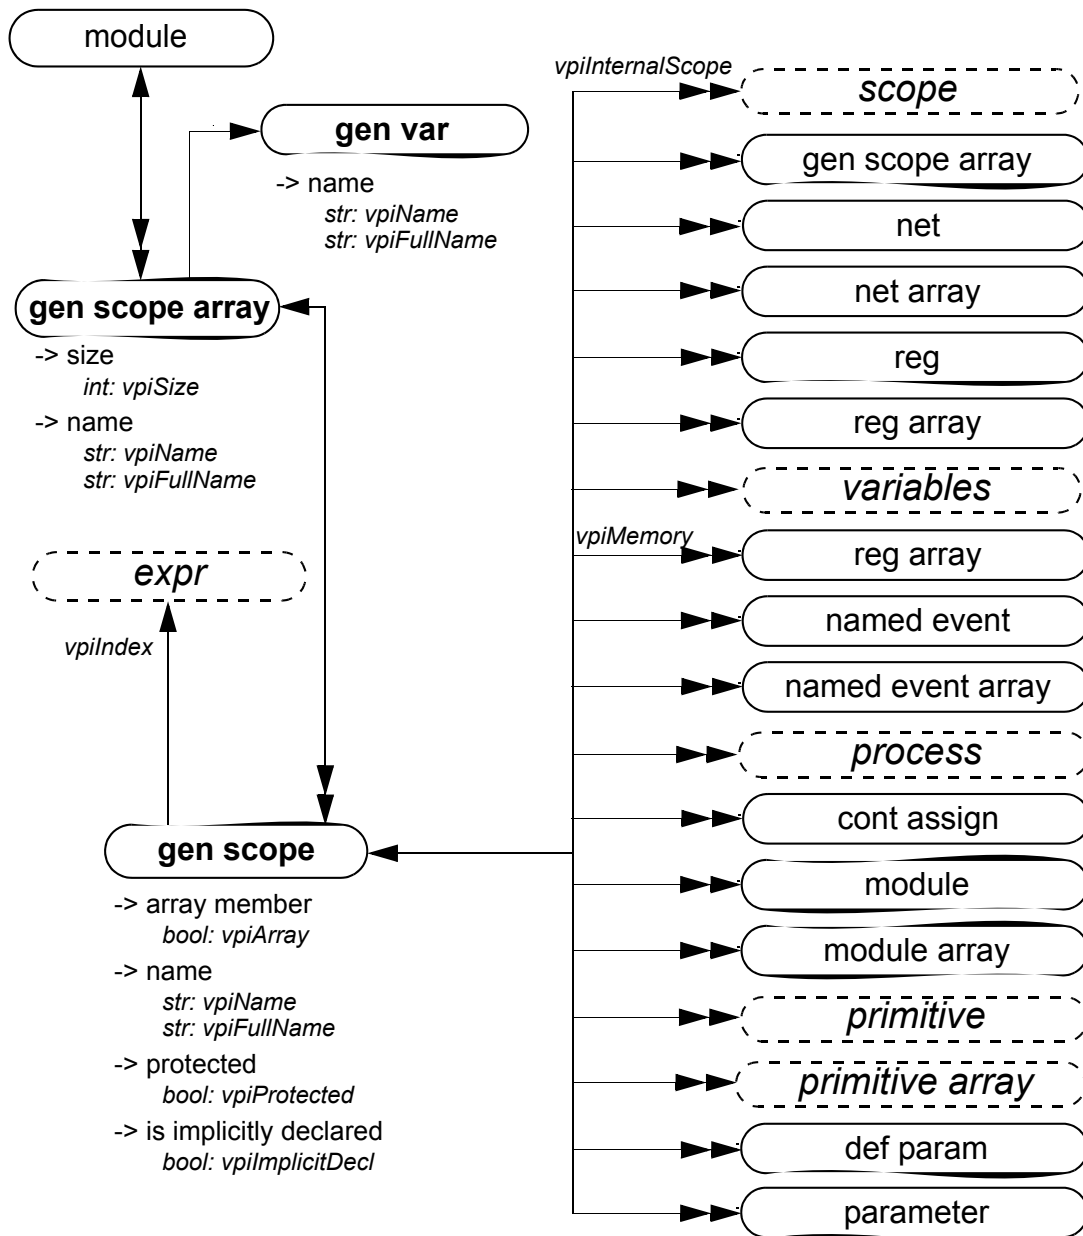 module
gen var
-> name
str: vpiName
str: vpiFullName
gen scope array
-> size
int: vpiSize
-> name
str: vpiName
str: vpiFullName
expr
vpiIndex
gen scope
-> array member
bool: vpiArray
-> name
str: vpiName
str: vpiFullName
-> protected
bool: vpiProtected
-> is implicitly declared
bool: vpiImplicitDecl
vpiInternalScope
scope
gen scope array
net
net array
reg
reg array
variables
vpiMemory
reg array
named event
named event array
process
cont assign
module
module array
primitive
primitive array
def param
parameter